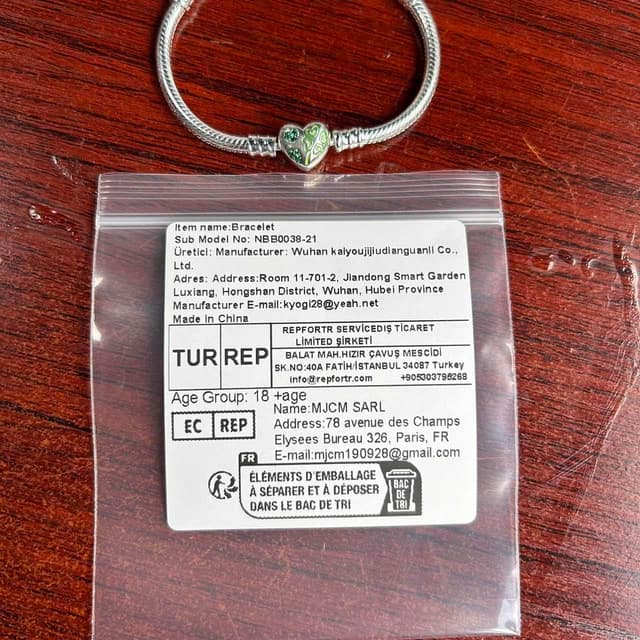 Item name:Bracelet
Sub Model No: NBB0038-21
Üretici: Manufacturer: Wuhan kaiyoujijiudianguanli Co.,
Ltd.
Adres: Address:Room 11-701-2, Jiandong Smart Garden
Luxiang, Hongshan District, Wuhan, Hubei Province
Manufacturer E-mail:kyogi28@yeah.net
Made in China
TUR REP
REPFORTR SERVİCEDIŞ TİCARET
LİMİTED ŞİRKETİ
BALAT MAH.HIZIR ÇAVUŞ MESCİDİ
SK.NO:40A FATİH/İSTANBUL 34087 Turkey
info@repfortr.com +905303795268
Age Group: 18 +age
EC REP
Name:MJCM SARL
Address:78 avenue des Champs
Elysees Bureau 326, Paris, FR
E-mail:mjcm190928@gmail.com
FR
ÉLÉMENTS D'EMBALLAGE
À SÉPARER ET À DÉPOSER
DANS LE BAC DE TRI
BAC
DE
TRI